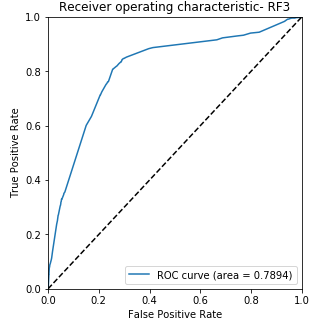 Receiver operating characteristic- RF3
True Positive Rate
1.0
0.8
0.6
0.4
0.2
0.0
ROC curve (area = 0.7894)
0.0 0.2 0.4 0.6 0.8 1.0
False Positive Rate